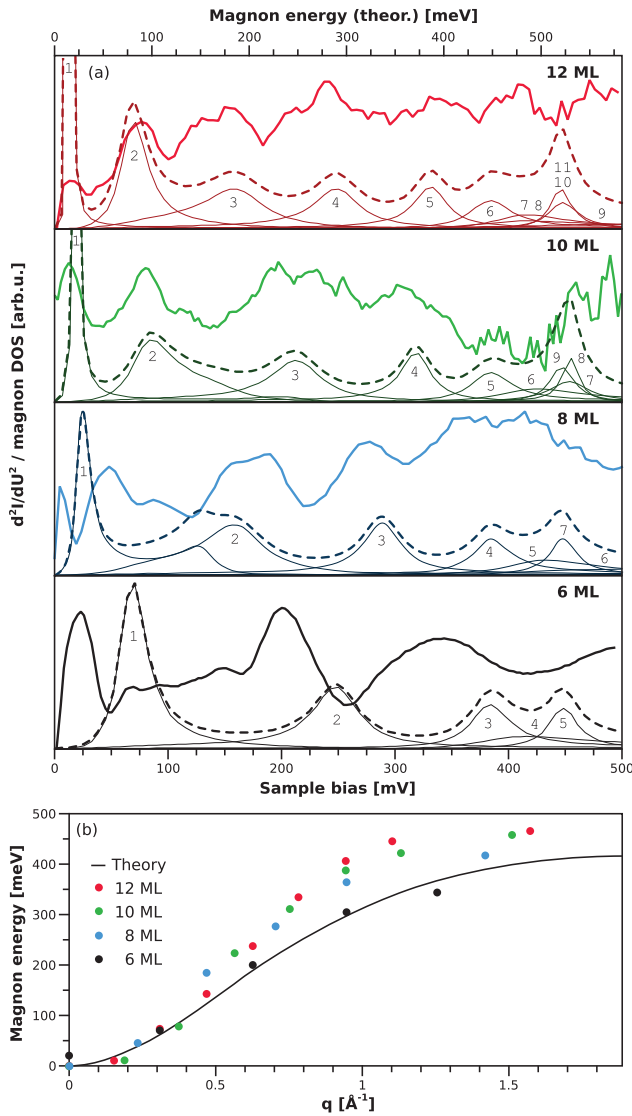 Magnon energy (theor.) [meV]
0 100 200 300 400 500
(a) 12 ML
1 2 3 4 5 6 7 8 11 10 9
10 ML
1 2 3 4 5 6 9 8 7
8 ML
1 2 3 4 5 7 6
6 ML
1 2 3 4 5
d²I/dU² / magnon DOS [arb.u.]
0 100 200 300 400 500
Sample bias [mV]
(b)
Theory
12 ML
10 ML
8 ML
6 ML
Magnon energy [meV]
500
400
300
200
100
0
0 0.5 1 1.5
q [Å⁻¹]